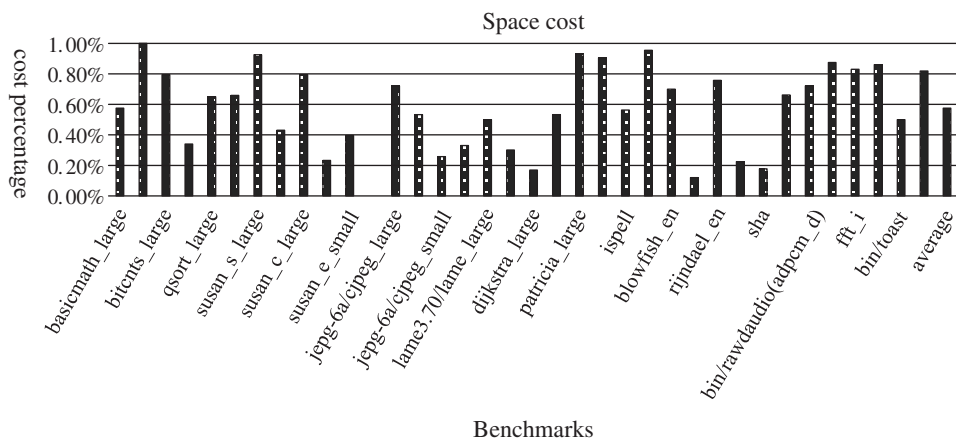 Space cost
cost percentage
1.00%
0.80%
0.60%
0.40%
0.20%
0.00%
basicmath_large
bitcnts_large
qsort_large
susan_s_large
susan_c_large
susan_e_small
jepg-6a/cjpeg_large
jepg-6a/cjpeg_small
lame3.70/lame_large
dijkstra_large
patricia_large
ispell
blowfish_en
rijndael_en
sha
bin/rawdaudio(adpcm_d)
fft_i
bin/toast
average
Benchmarks